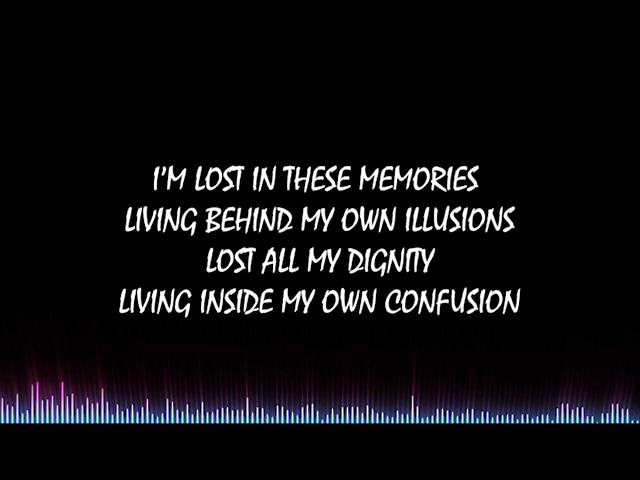 I'M LOST IN THESE MEMORIES
LIVING BEHIND MY OWN ILLUSIONS
LOST ALL MY DIGNITY
LIVING INSIDE MY OWN CONFUSION